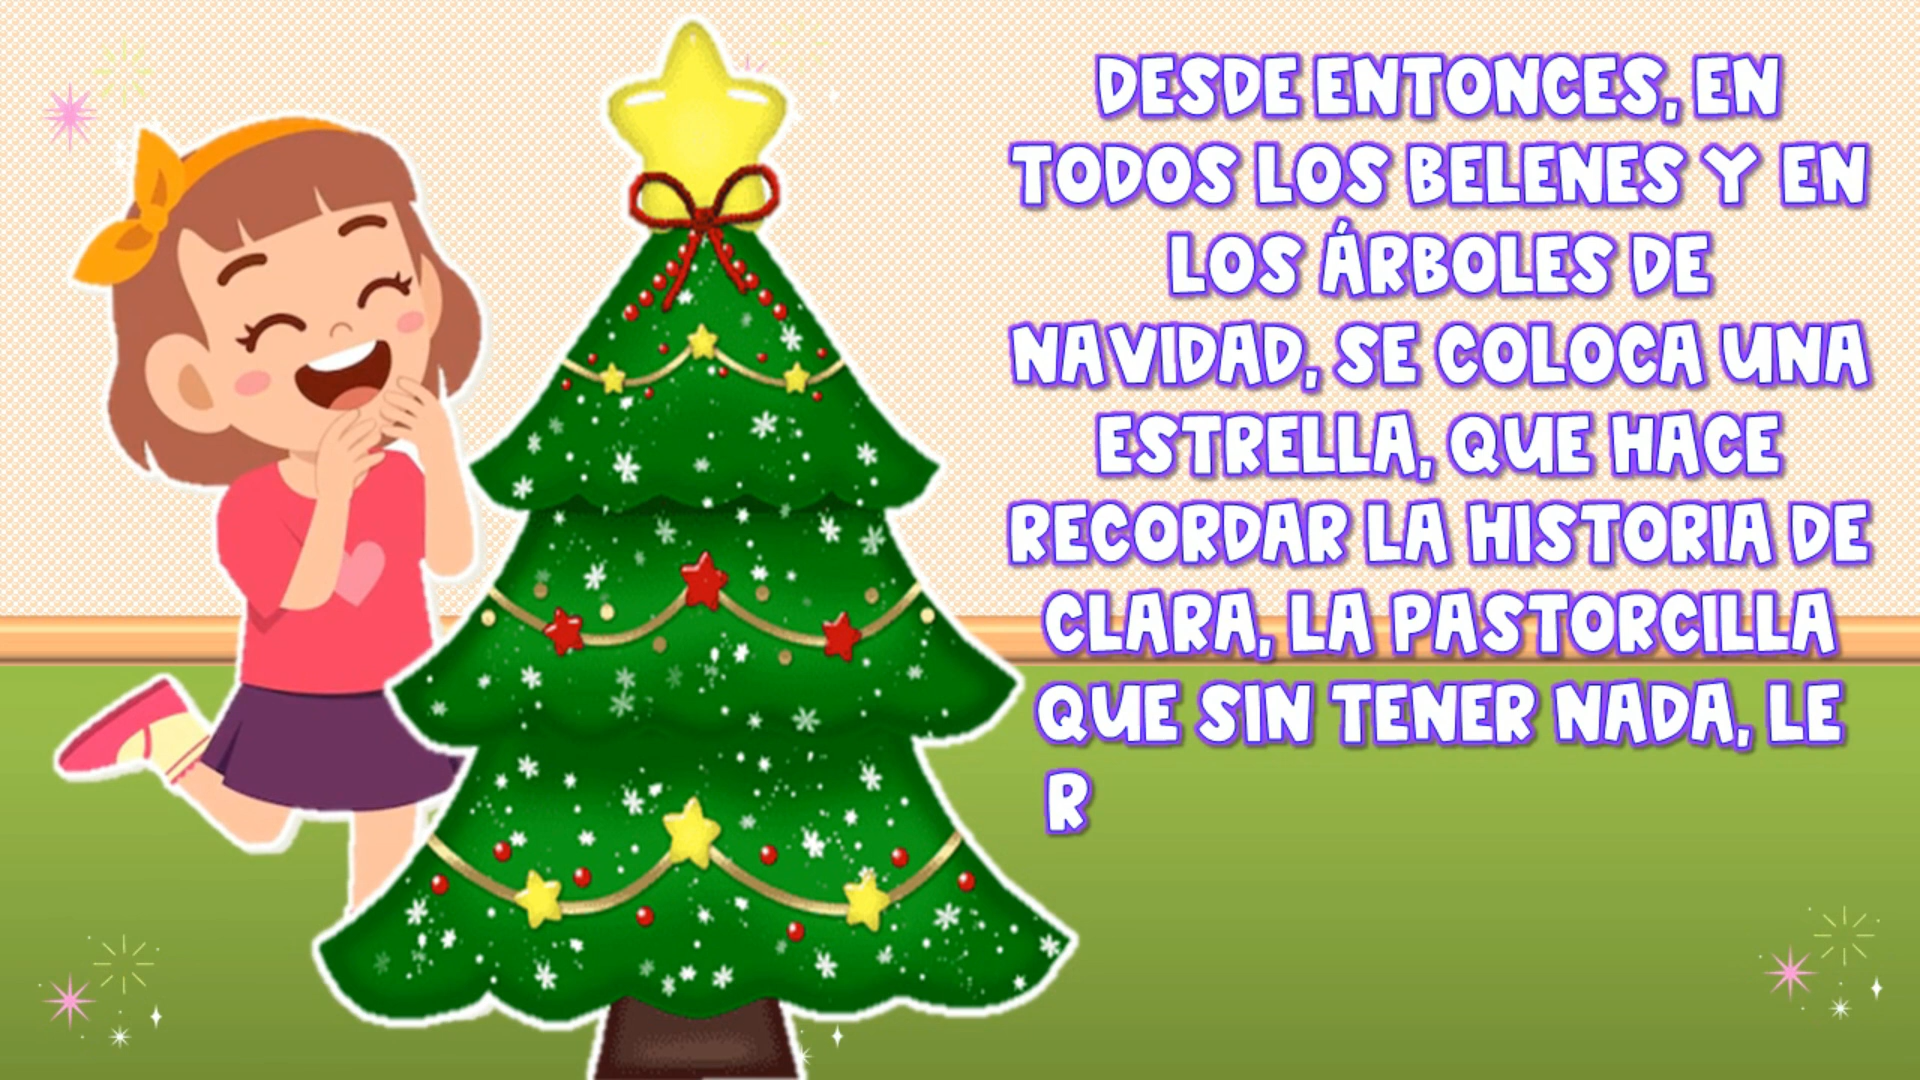 DESDE ENTONCES, EN
TODOS LOS BELENES Y EN
LOS ÁRBOLES DE
NAVIDAD, SE COLOCA UNA
ESTRELLA, QUE HACE
RECORDAR LA HISTORIA DE
CLARA, LA PASTORCILLA
QUE SIN TENER NADA, LE
R